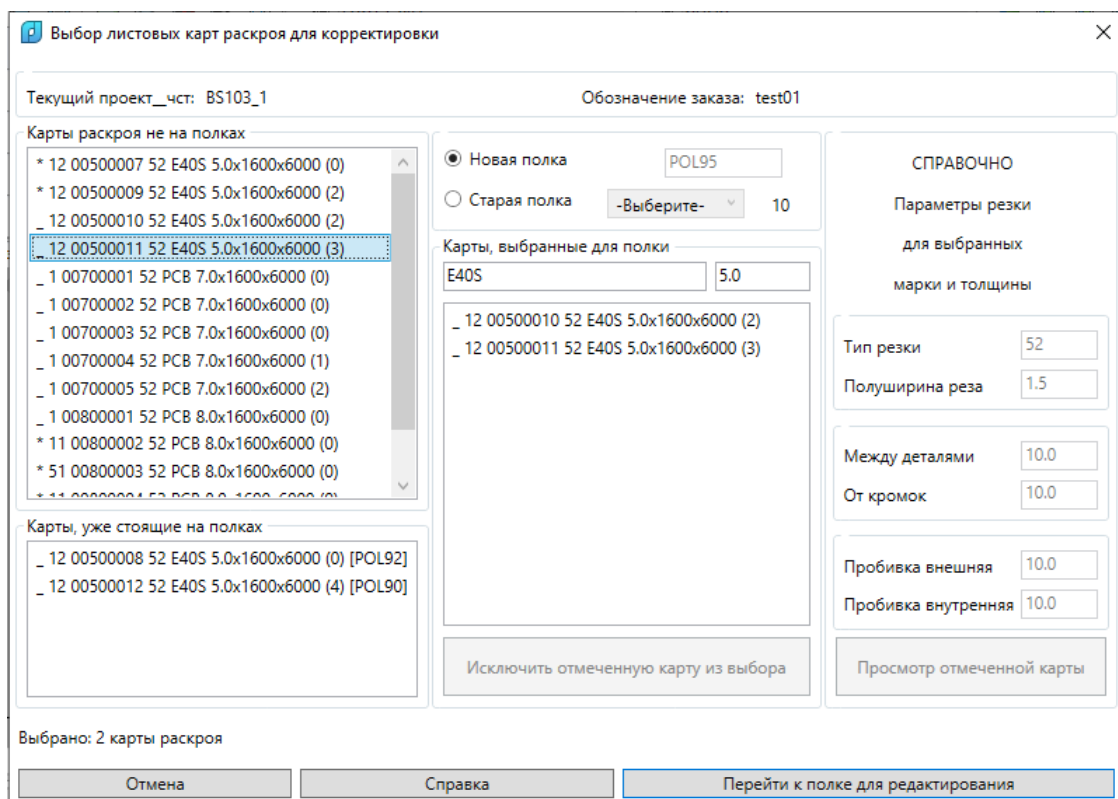 Выбор листовых карт раскроя для корректировки
Текущий проект__чст: BS103_1
Обозначение заказа: test01
Карты раскроя не на полках
* 12 00500007 52 E40S 5.0x1600x6000 (0)
* 12 00500009 52 E40S 5.0x1600x6000 (2)
_ 12 00500010 52 E40S 5.0x1600x6000 (2)
_ 12 00500011 52 E40S 5.0x1600x6000 (3)
_ 1 00700001 52 PCB 7.0x1600x6000 (0)
_ 1 00700002 52 PCB 7.0x1600x6000 (0)
_ 1 00700003 52 PCB 7.0x1600x6000 (0)
_ 1 00700004 52 PCB 7.0x1600x6000 (1)
_ 1 00700005 52 PCB 7.0x1600x6000 (2)
_ 1 00800001 52 PCB 8.0x1600x6000 (0)
* 11 00800002 52 PCB 8.0x1600x6000 (0)
* 51 00800003 52 PCB 8.0x1600x6000 (0)
Карты, уже стоящие на полках
_ 12 00500008 52 E40S 5.0x1600x6000 (0) [POL92]
_ 12 00500012 52 E40S 5.0x1600x6000 (4) [POL90]
Новая полка
POL95
Старая полка
-Выберите-
10
Карты, выбранные для полки
E40S
5.0
_ 12 00500010 52 E40S 5.0x1600x6000 (2)
_ 12 00500011 52 E40S 5.0x1600x6000 (3)
Исключить отмеченную карту из выбора
СПРАВОЧНО
Параметры резки
для выбранных
марки и толщины
Тип резки 52
Полуширина реза 1.5
Между деталями 10.0
От кромок 10.0
Пробивка внешняя 10.0
Пробивка внутренняя 10.0
Просмотр отмеченной карты
Выбрано: 2 карты раскроя
Отмена
Справка
Перейти к полке для редактирования